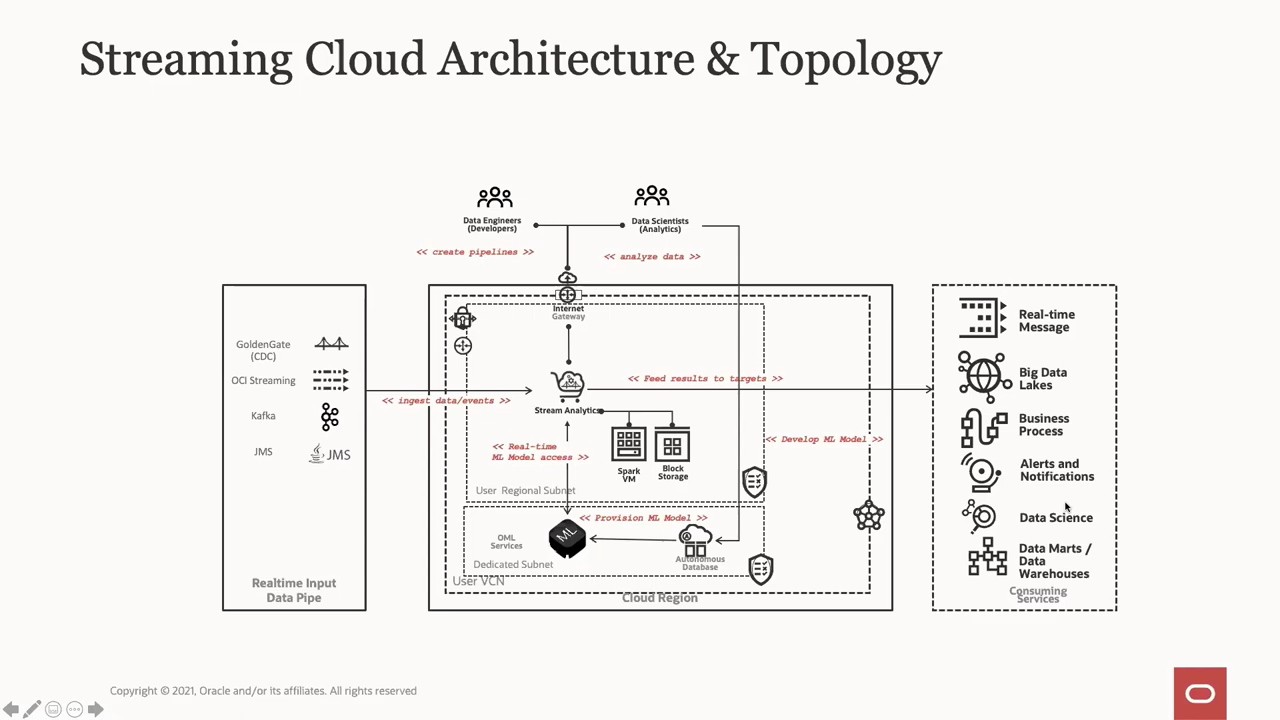 Streaming Cloud Architecture & Topology
Data Engineers
(Developers)
Data Scientists
(Analytics)
<< create pipelines >>
<< analyze data >>
Internet
Gateway
GoldenGate
(CDC)
OCI Streaming
Kafka
JMS
JMS
Realtime Input
Data Pipe
<< ingest data/events >>
<< Feed results to targets >>
Stream Analytics
<< Real-time
ML Model access >>
Spark
VM
Block
Storage
<< Develop ML Model >>
User Regional Subnet
<< Provision ML Model >>
OML
Services
ML
Autonomous
Database
Dedicated Subnet
User VCN
Cloud Region
Real-time
Message
Big Data
Lakes
Business
Process
Alerts and
Notifications
Data Science
Data Marts /
Data
Warehouses
Consuming
Services
Copyright © 2021, Oracle and/or its affiliates. All rights reserved